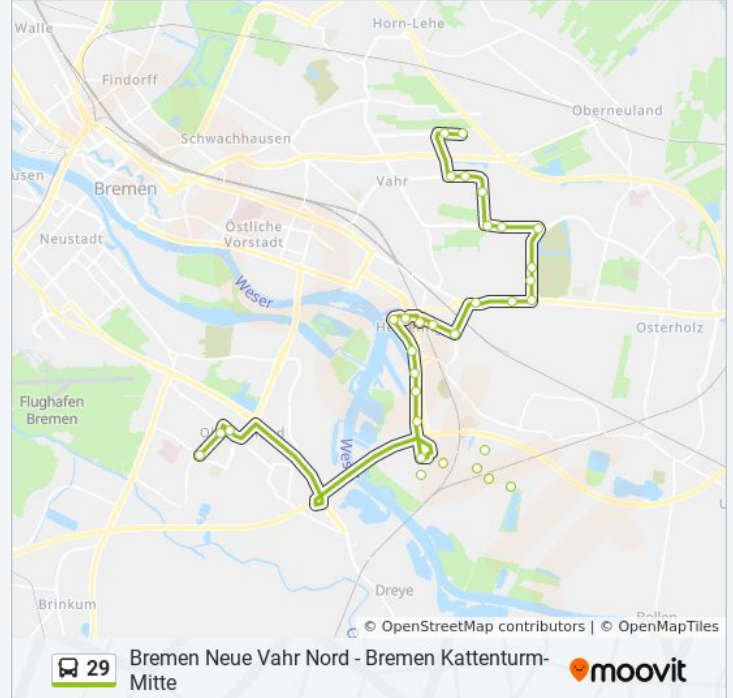 Walle
Horn-Lehe
Findorff
Oberneuland
Schwachhausen
usen
Vahr
Bremen
Östliche
Vorstadt
Neustadt
Weser
Osterholz
Flughafen
Bremen
Dreye
Brinkum
© OpenStreetMap contributors | © OpenMapTiles
29 Bremen Neue Vahr Nord - Bremen Kattenturm-
Mitte
moovit